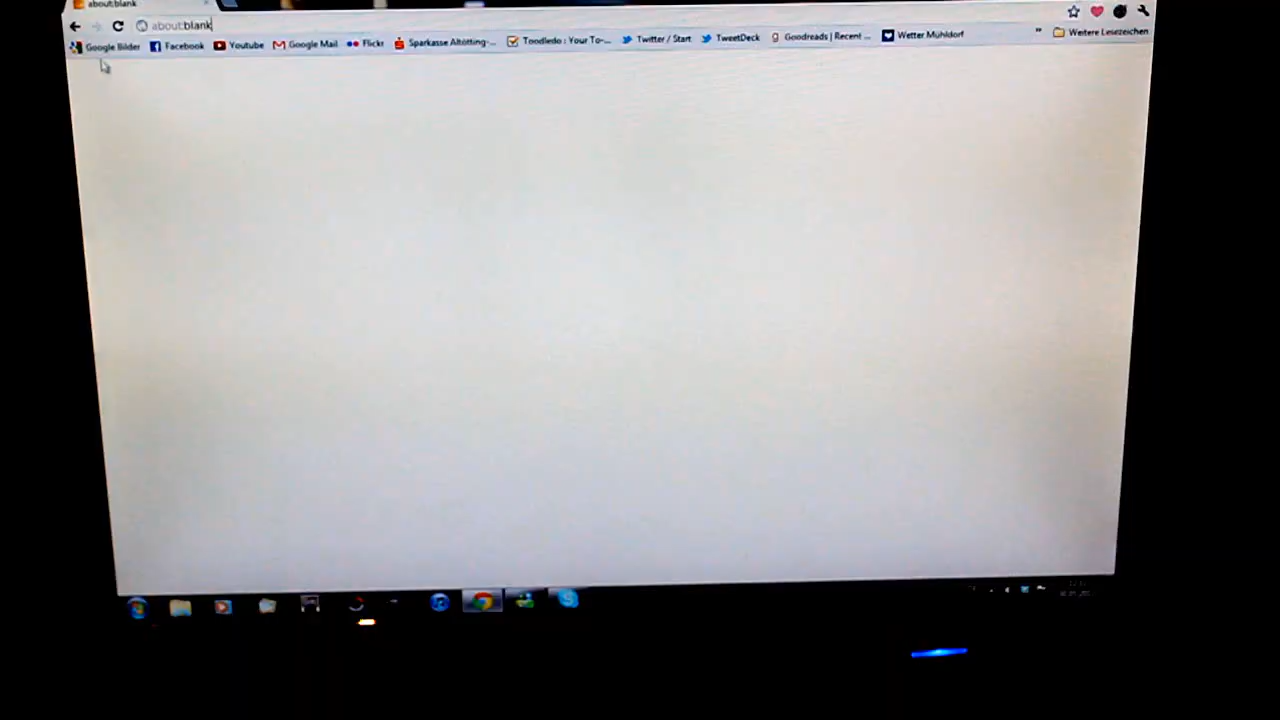 about:blank
about:blank
Google Bilder Facebook Youtube Google Mail Flickr Sparkasse Altötting-... Toodledo : Your To-... Twitter / Start TweetDeck Goodreads | Recent ... Wetter Mühldorf » Weitere Lesezeichen